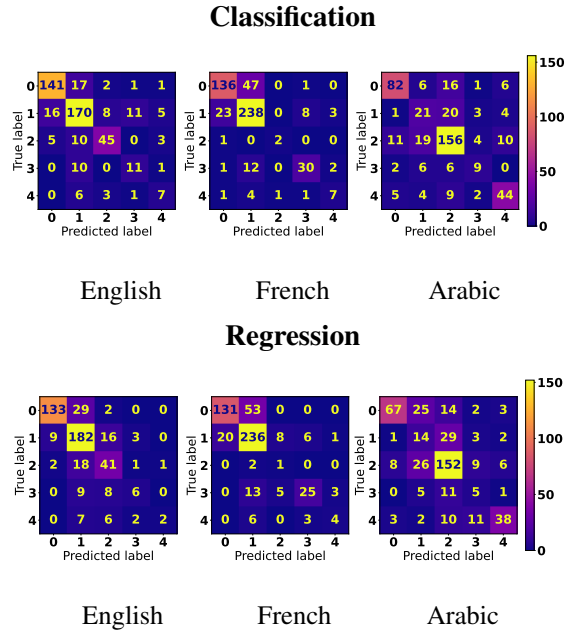 Classification
0 141 17 2 1 1
1 16 170 8 11 5
2 5 10 45 0 3
3 0 10 0 11 1
4 0 6 3 1 7
0 1 2 3 4
True label
Predicted label
136 47 0 1 0
23 238 0 8 3
1 0 2 0 0
1 12 0 30 2
1 4 1 1 7
0 1 2 3 4
Predicted label
0 82 6 16 1 6
1 1 21 20 3 4
2 11 19 156 4 10
3 2 6 6 9 0
4 5 4 9 2 44
0 1 2 3 4
True label
Predicted label
150
100
50
0
English
French
Arabic
Regression
0 133 29 2 0 0
1 9 182 16 3 0
2 2 18 41 1 1
3 0 9 8 6 0
4 0 7 6 2 2
0 1 2 3 4
True label
Predicted label
0 131 53 0 0 0
1 20 236 8 6 1
2 0 2 1 0 0
3 0 13 5 25 3
4 0 6 0 3 4
0 1 2 3 4
True label
Predicted label
0 67 25 14 2 3
1 1 14 29 3 2
2 8 26 152 9 6
3 0 5 11 5 1
4 3 2 10 11 38
0 1 2 3 4
True label
Predicted label
150
100
50
0
English
French
Arabic